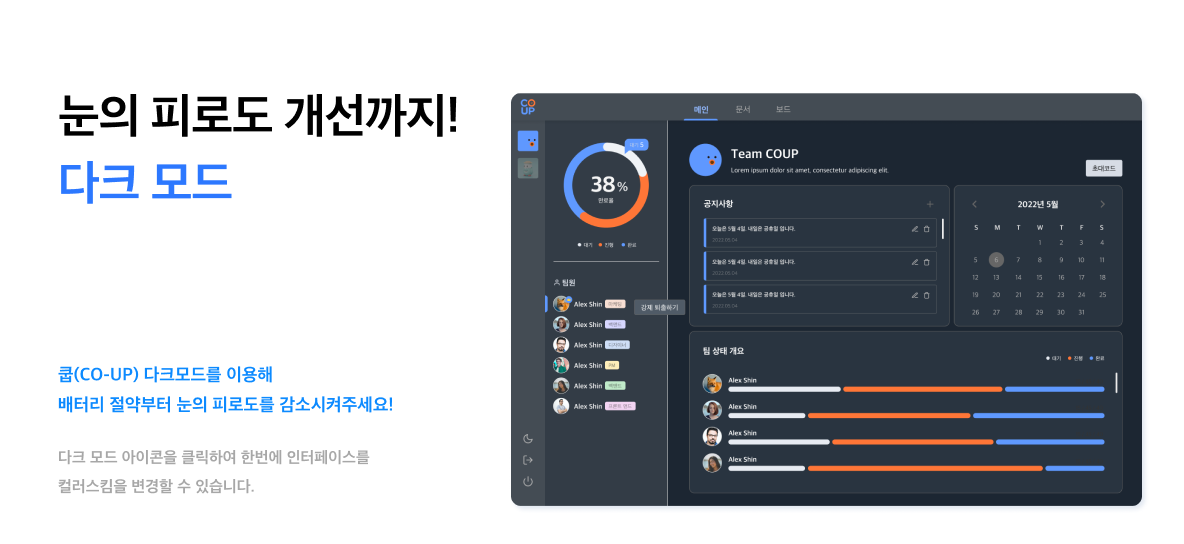 눈의 피로도 개선까지!
다크 모드
쿱(CO-UP) 다크모드를 이용해
배터리 절약부터 눈의 피로도를 감소시켜주세요!
다크 모드 아이콘을 클릭하여 한번에 인터페이스를
컬러스킴을 변경할 수 있습니다.
CO
UP
메인 문서 보드
대기 5
38%
완료율
대기 진행 완료
팀원
Alex Shin 마케팅
Alex Shin 백엔드
Alex Shin 디자이너
Alex Shin
Alex Shin 백엔드
Alex Shin 프론트 엔드
강제 퇴출하기
Team COUP
Lorem ipsum dolor sit amet, consectetur adipiscing elit.
초대코드
공지사항
오늘은 5월 4일, 내일은 공휴일 입니다.
2022.05.04
오늘은 5월 4일, 내일은 공휴일 입니다.
2022.05.04
오늘은 5월 4일, 내일은 공휴일 입니다.
2022.05.04
2022년 5월
S M T W T F S
1 2 3 4
5 6 7 8 9 10 11
12 13 14 15 16 17 18
19 20 21 22 23 24 25
26 27 28 29 30 31
팀 상태 개요
대기 진행 완료
Alex Shin
Alex Shin
Alex Shin
Alex Shin